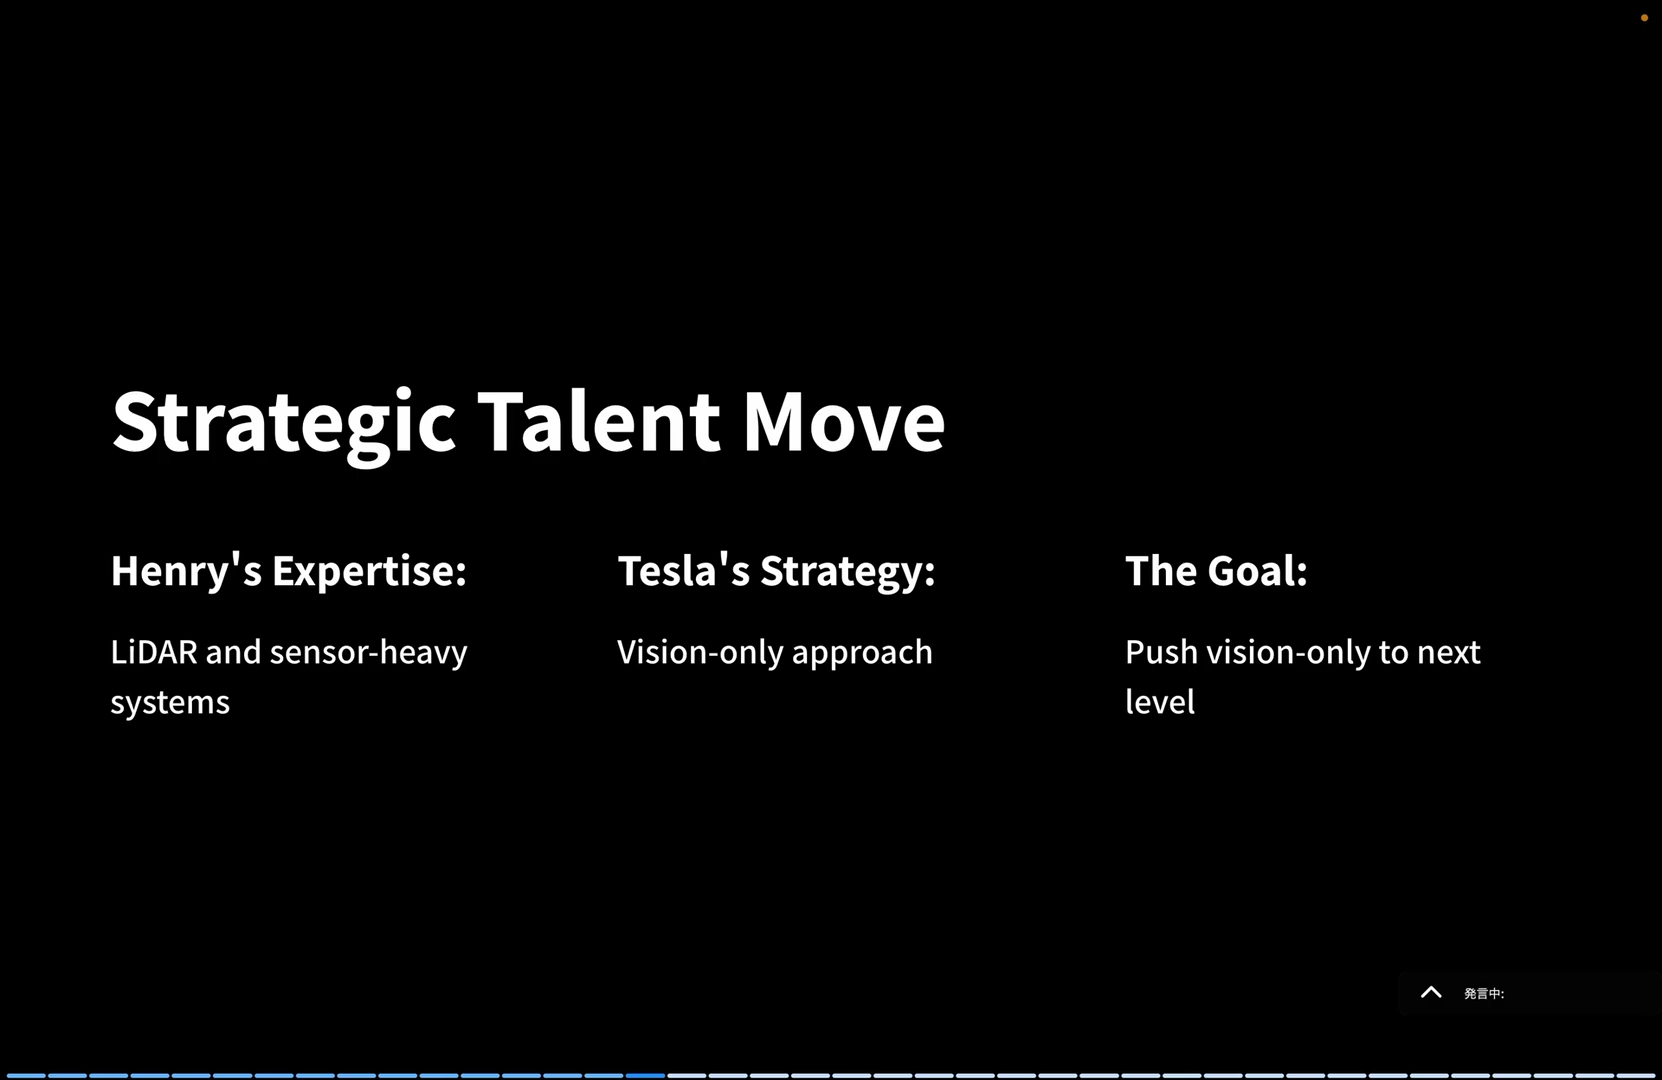 Strategic Talent Move
Henry's Expertise:
LiDAR and sensor-heavy
systems
Tesla's Strategy:
Vision-only approach
The Goal:
Push vision-only to next
level
発言中: